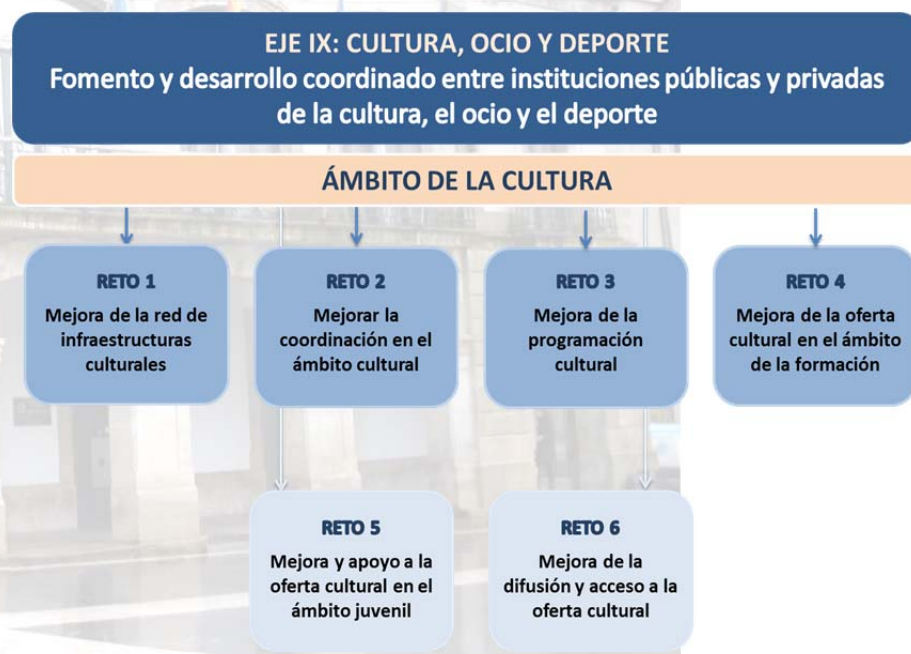 EJE IX: CULTURA, OCIO Y DEPORTE
Fomento y desarrollo coordinado entre instituciones públicas y privadas
de la cultura, el ocio y el deporte
ÁMBITO DE LA CULTURA
RETO 1
Mejora de la red de
infraestructuras
culturales
RETO 2
Mejorar la
coordinación en el
ámbito cultural
RETO 3
Mejora de la
programación
cultural
RETO 4
Mejora de la oferta
cultural en el ámbito
de la formación
RETO 5
Mejora y apoyo a la
oferta cultural en el
ámbito juvenil
RETO 6
Mejora de la
difusión y acceso a la
oferta cultural